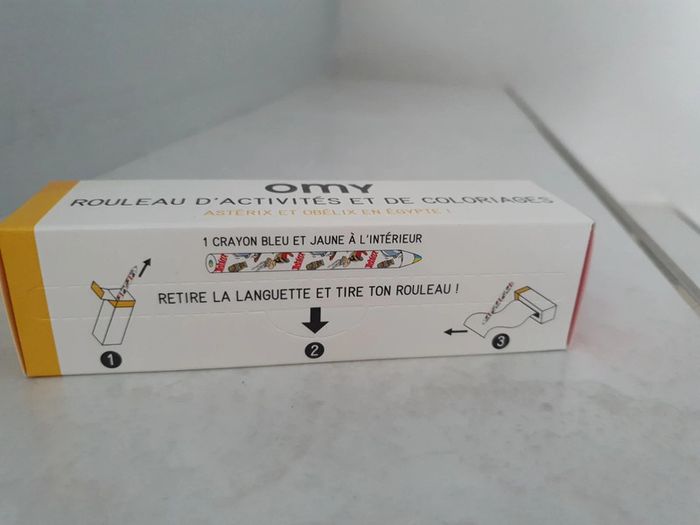 OMY
ROULEAU D'ACTIVITÉS ET DE COLORIAGES
ASTÉRIX ET OBÉLIX EN ÉGYPTE !
1 CRAYON BLEU ET JAUNE À L'INTÉRIEUR
RETIRE LA LANGUETTE ET TIRE TON ROULEAU !
1
2
3